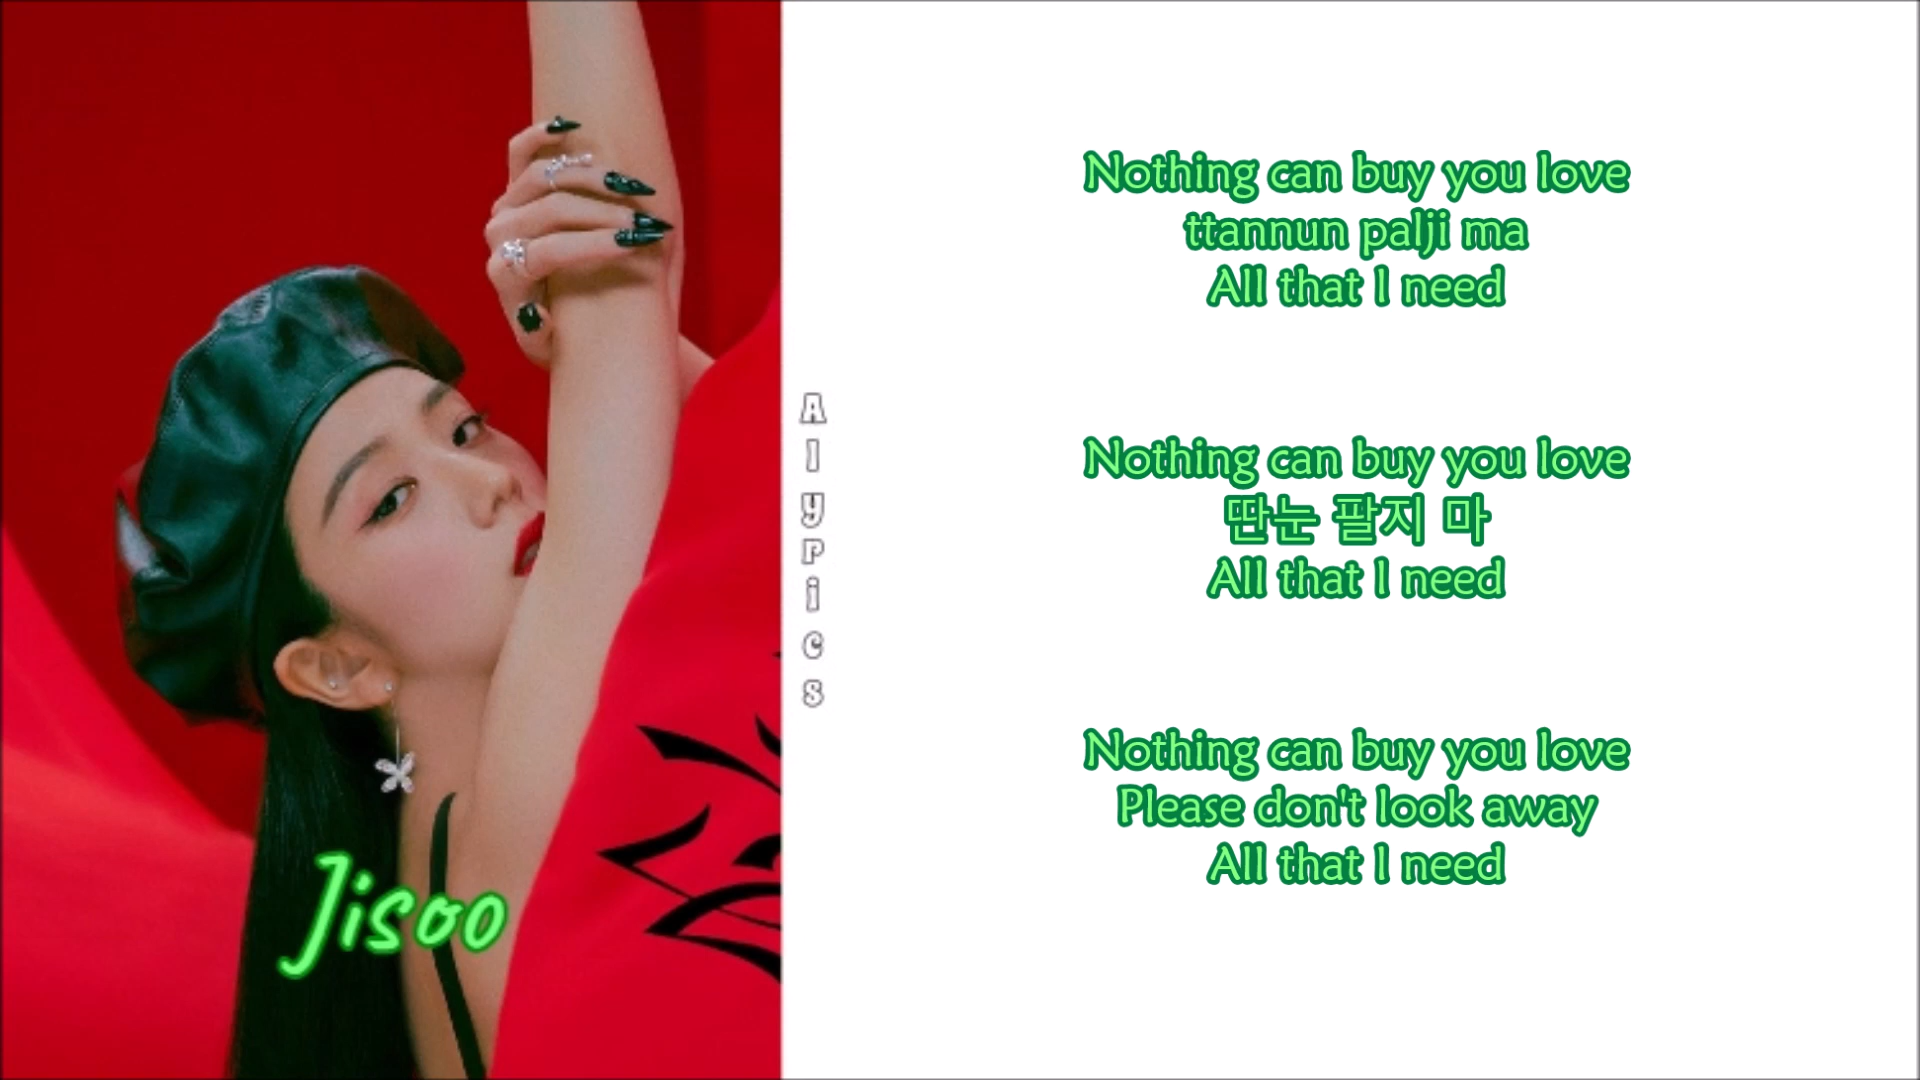 Nothing can buy you love
ttannun palji ma
All that I need
Nothing can buy you love
딴눈 팔지 마
All that I need
Nothing can buy you love
Please don't look away
All that I need
Alypics
Jisoo